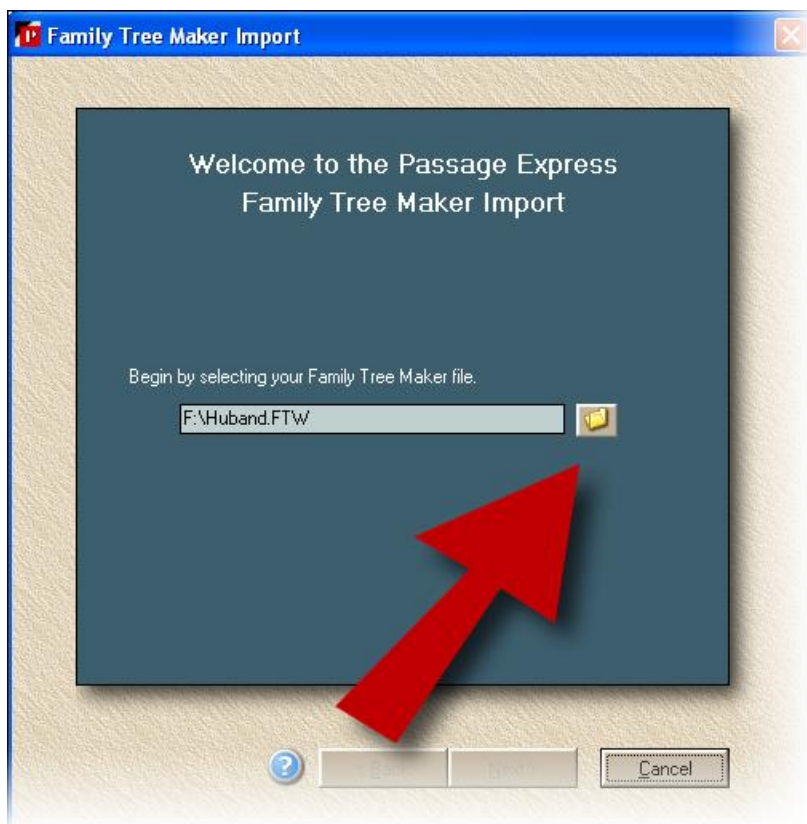 Family Tree Maker Import
Welcome to the Passage Express
Family Tree Maker Import
Begin by selecting your Family Tree Maker file.
F:\Huband.FTW
Cancel